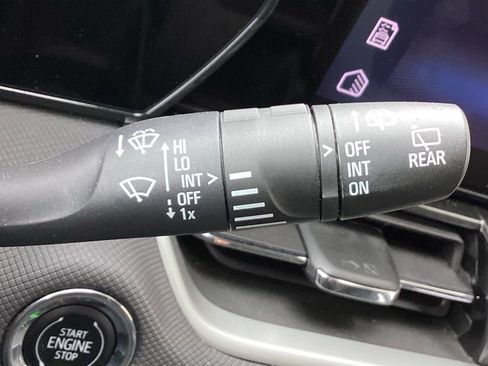 HI
LO
INT
OFF
1x
OFF
INT
ON
REAR
START
ENGINE
STOP